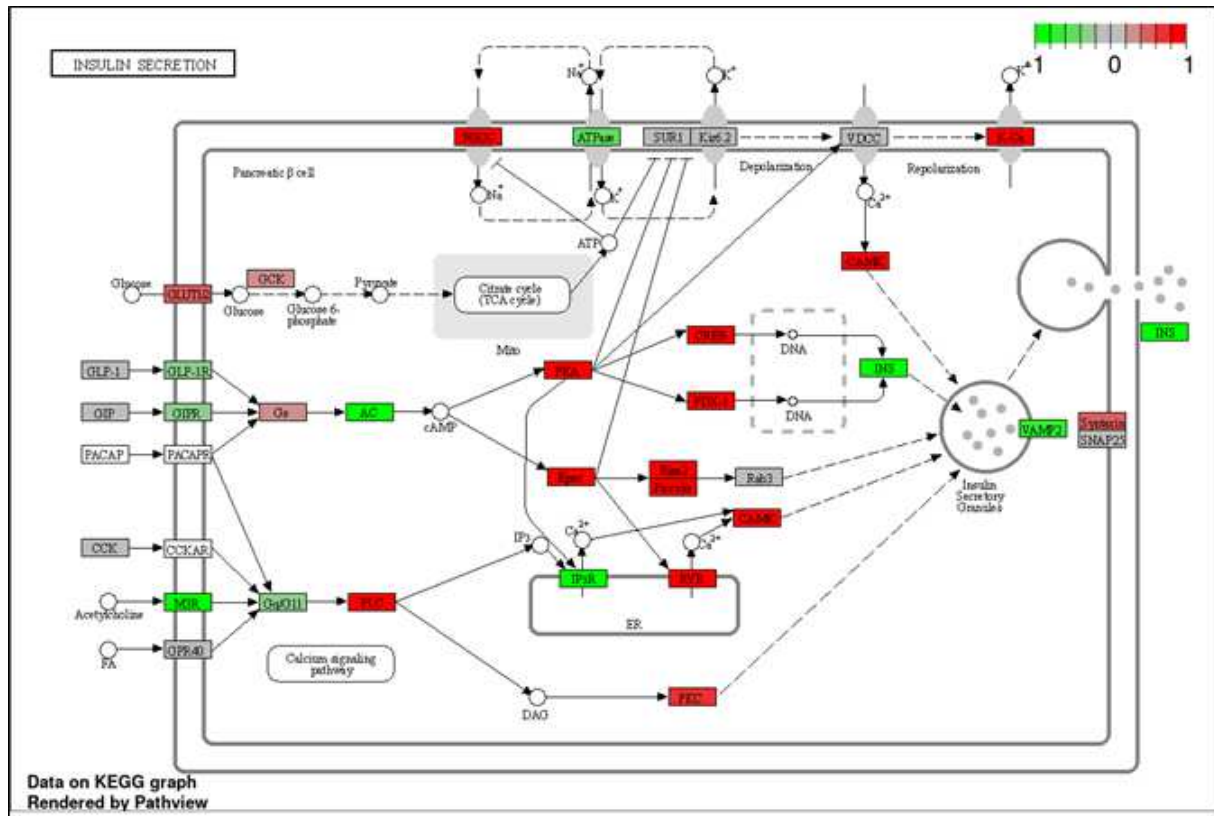 INSULIN SECRETION
1 0 1
Na⁺ K⁺ K⁺
ATPase SUR1 Kir6.2 VDCC K-Ca
Pancreatic β cell
Depolarization
Repolarization
Na⁺ K⁺ Ca²⁺
ATP
CAMK
Glucose GLUT1/2 Glucose GCK Glucose 6-
phosphate
Pyruvate
Citrate cycle
(TCA cycle)
Mito
INS
GLP-1 GLP-1R
PKA CREB DNA
INS
PDX-1 DNA
GIP GIPR Gs AC cAMP
VAMP2 Syntaxin
SNAP25
PACAP PACAPR
Epac Rab3
Insulin
Secretory
Granules
CCK CCKAR
IP3 Ca²⁺ Ca²⁺ CAMK
IP3R RYR
ER
Acetylcholine M3R Gq/G11 PLC
FA GPR40
Calcium signaling
pathway
DAG PKC
Data on KEGG graph
Rendered by Pathview